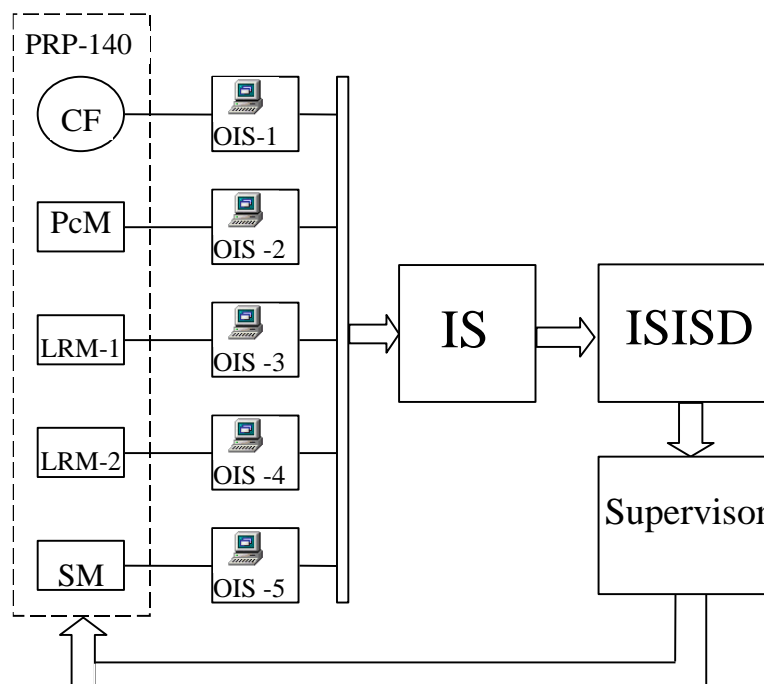 PRP-140
CF
OIS-1
PcM
OIS -2
LRM-1
OIS -3
LRM-2
OIS -4
SM
OIS -5
IS
ISISD
Supervisor